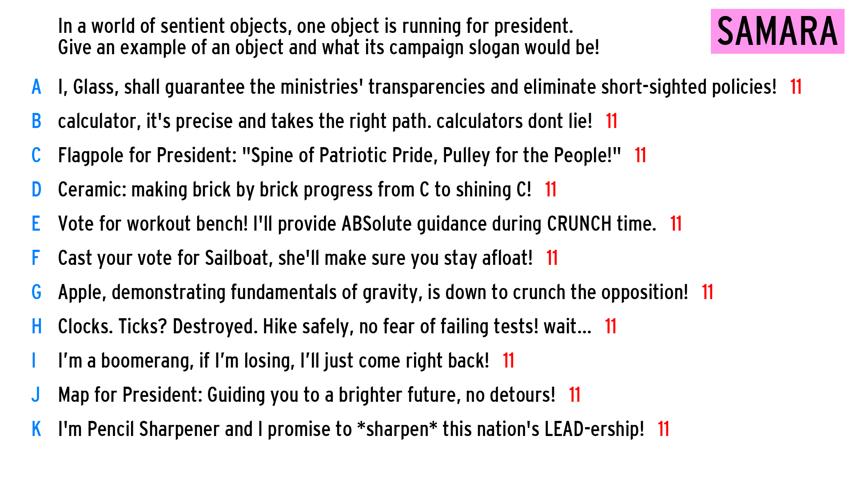 In a world of sentient objects, one object is running for president.
Give an example of an object and what its campaign slogan would be!
SAMARA
A I, Glass, shall guarantee the ministries' transparencies and eliminate short-sighted policies! 11
B calculator, it's precise and takes the right path. calculators dont lie! 11
C Flagpole for President: "Spine of Patriotic Pride, Pulley for the People!" 11
D Ceramic: making brick by brick progress from C to shining C! 11
E Vote for workout bench! I'll provide ABSolute guidance during CRUNCH time. 11
F Cast your vote for Sailboat, she'll make sure you stay afloat! 11
G Apple, demonstrating fundamentals of gravity, is down to crunch the opposition! 11
H Clocks. Ticks? Destroyed. Hike safely, no fear of failing tests! wait... 11
I I’m a boomerang, if I’m losing, I’ll just come right back! 11
J Map for President: Guiding you to a brighter future, no detours! 11
K I'm Pencil Sharpener and I promise to *sharpen* this nation's LEAD-ership! 11